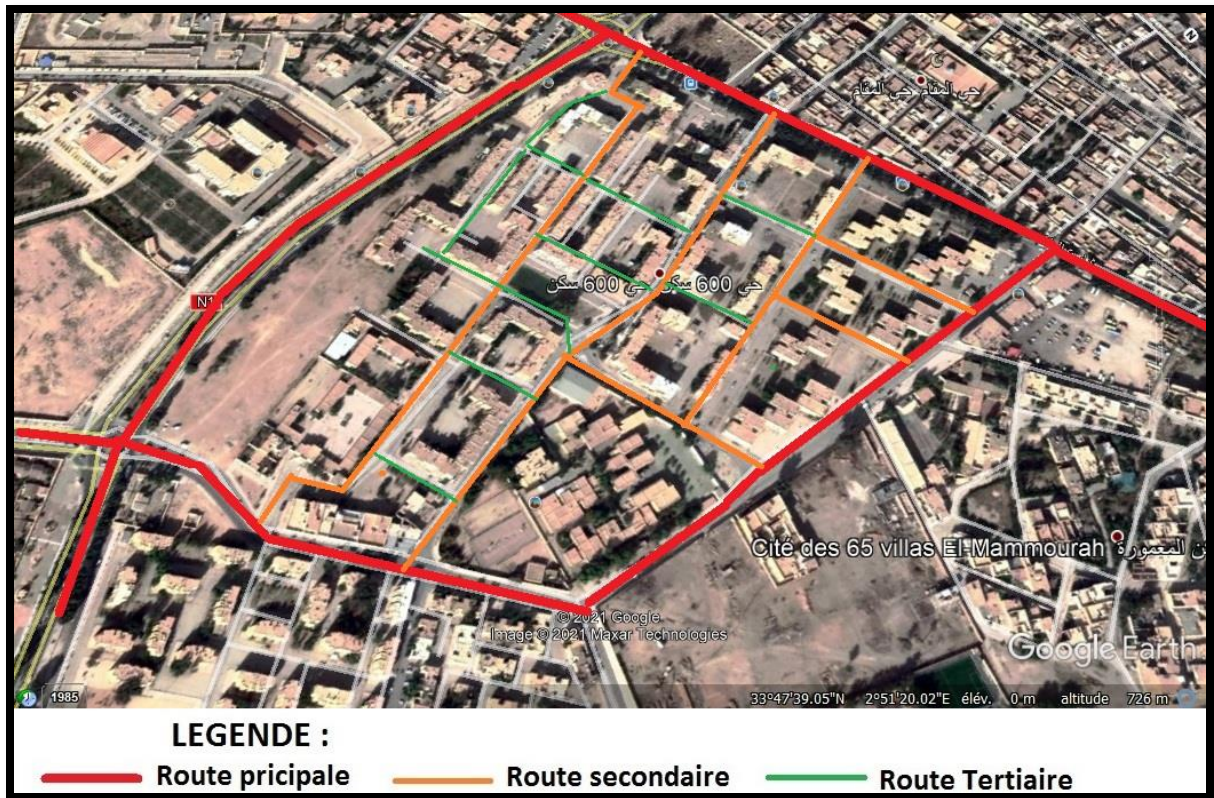 حي المقام حي المقام
حي 600 سكن حي 600 سكن
N1
Cité des 65 villas El-Mammourah كن المعمورة
© 2021 Google
Image © 2021 Maxar Technologies
Google Earth
1985
33°47'39.05"N 2°51'20.02"E élév. 0 m altitude 726 m
LEGENDE :
Route pricipale
Route secondaire
Route Tertiaire